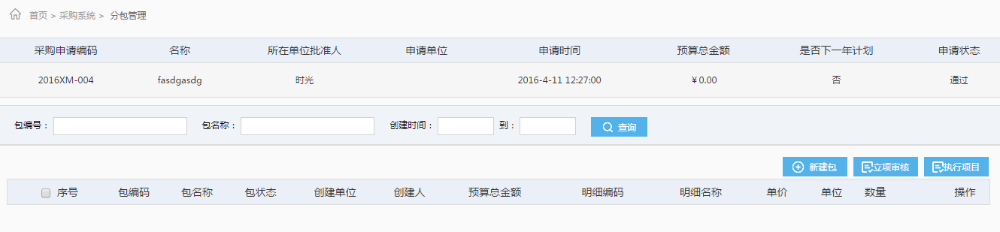 首页 > 采购系统 > 分包管理
采购申请编码 名称 所在单位批准人 申请单位 申请时间 预算总金额 是否下一年计划 申请状态
2016XM-004 fasdgasdg 时光 2016-4-11 12:27:00 ￥0.00 否 通过
包编号： 包名称： 创建时间： 到： 查询
新建包 立项审核 执行项目
序号 包编码 包名称 包状态 创建单位 创建人 预算总金额 明细编码 明细名称 单价 单位 数量 操作